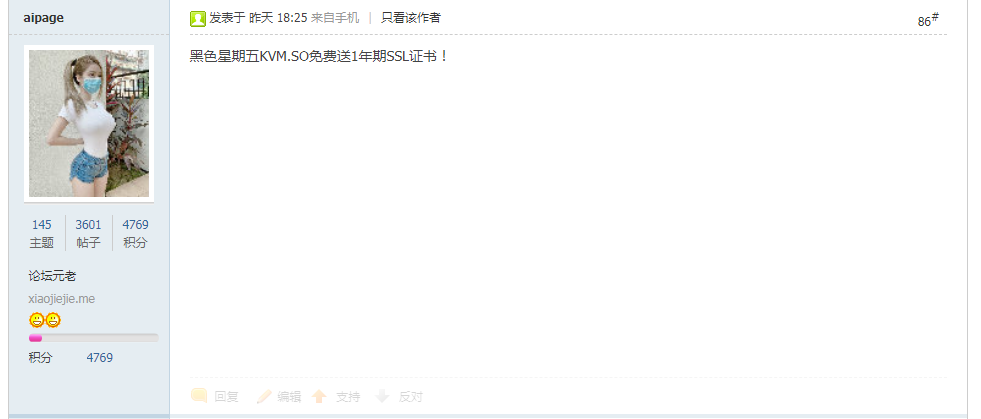 aipage
发表于 昨天 18:25 来自手机 | 只看该作者
86#
黑色星期五KVM.SO免费送1年期SSL证书！
145 3601 4769
主题 帖子 积分
论坛元老
xiaojiejie.me
积分 4769
回复 编辑 支持 反对